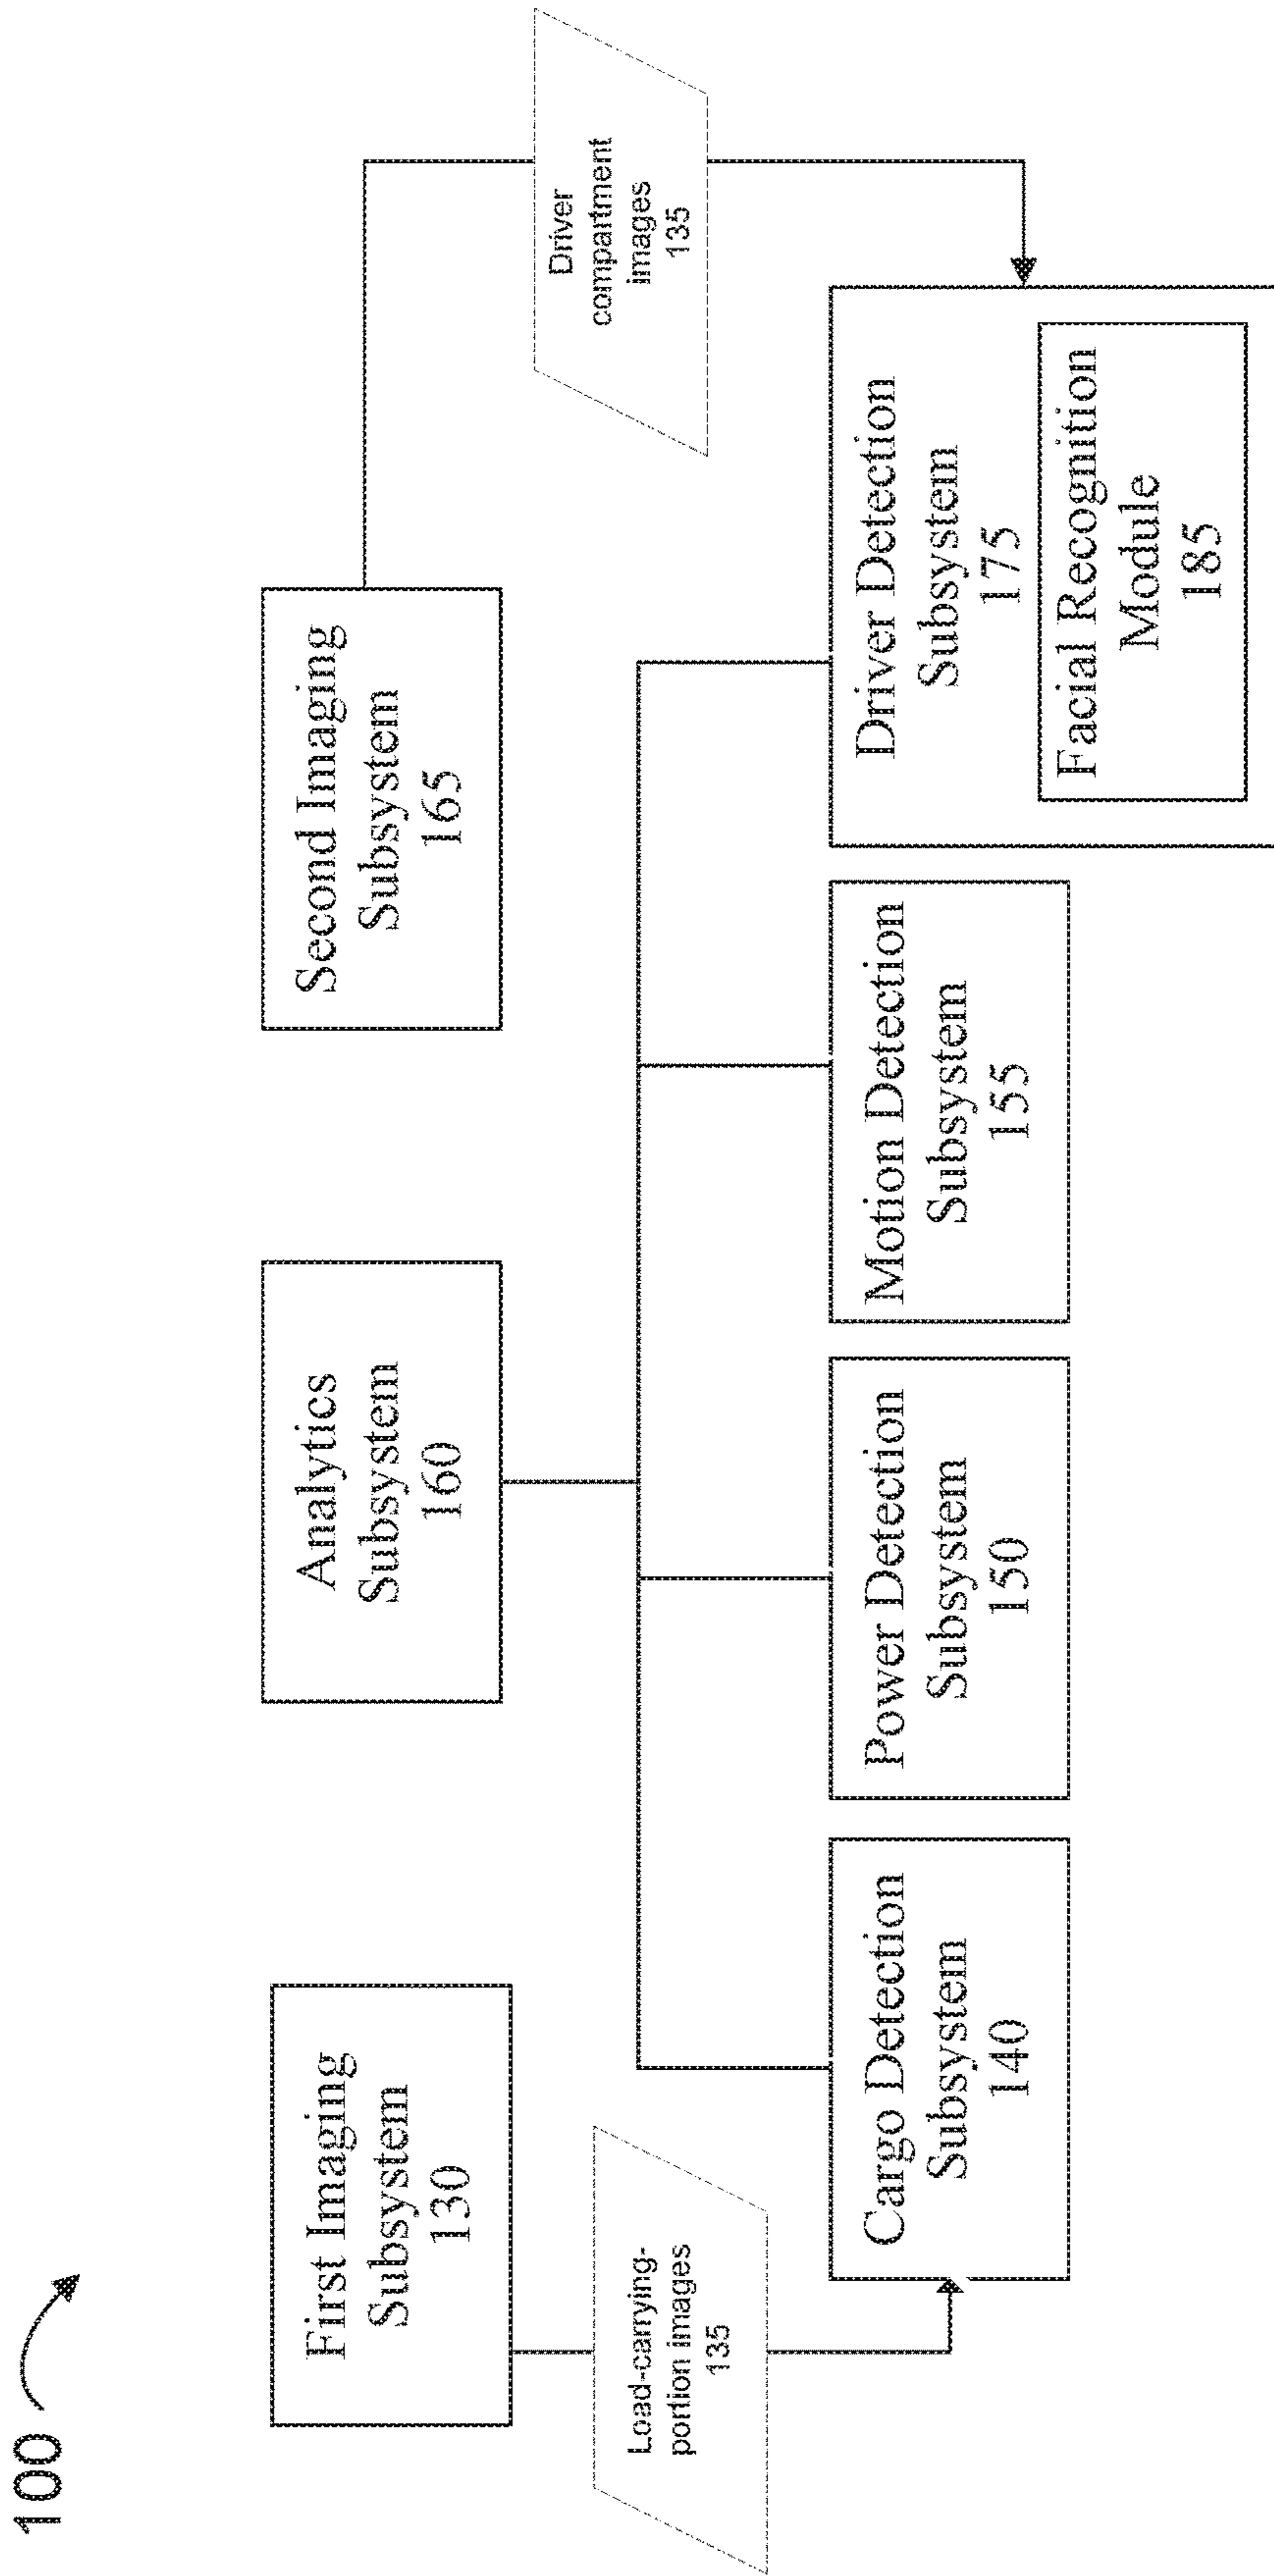 100
First Imaging
Subsystem
130
Analytics
Subsystem
160
Second Imaging
Subsystem
165
Load-carrying-
portion images
135
Driver
compartment
images
135
Cargo Detection
Subsystem
140
Power Detection
Subsystem
150
Motion Detection
Subsystem
155
Driver Detection
Subsystem
175
Facial Recognition
Module
185